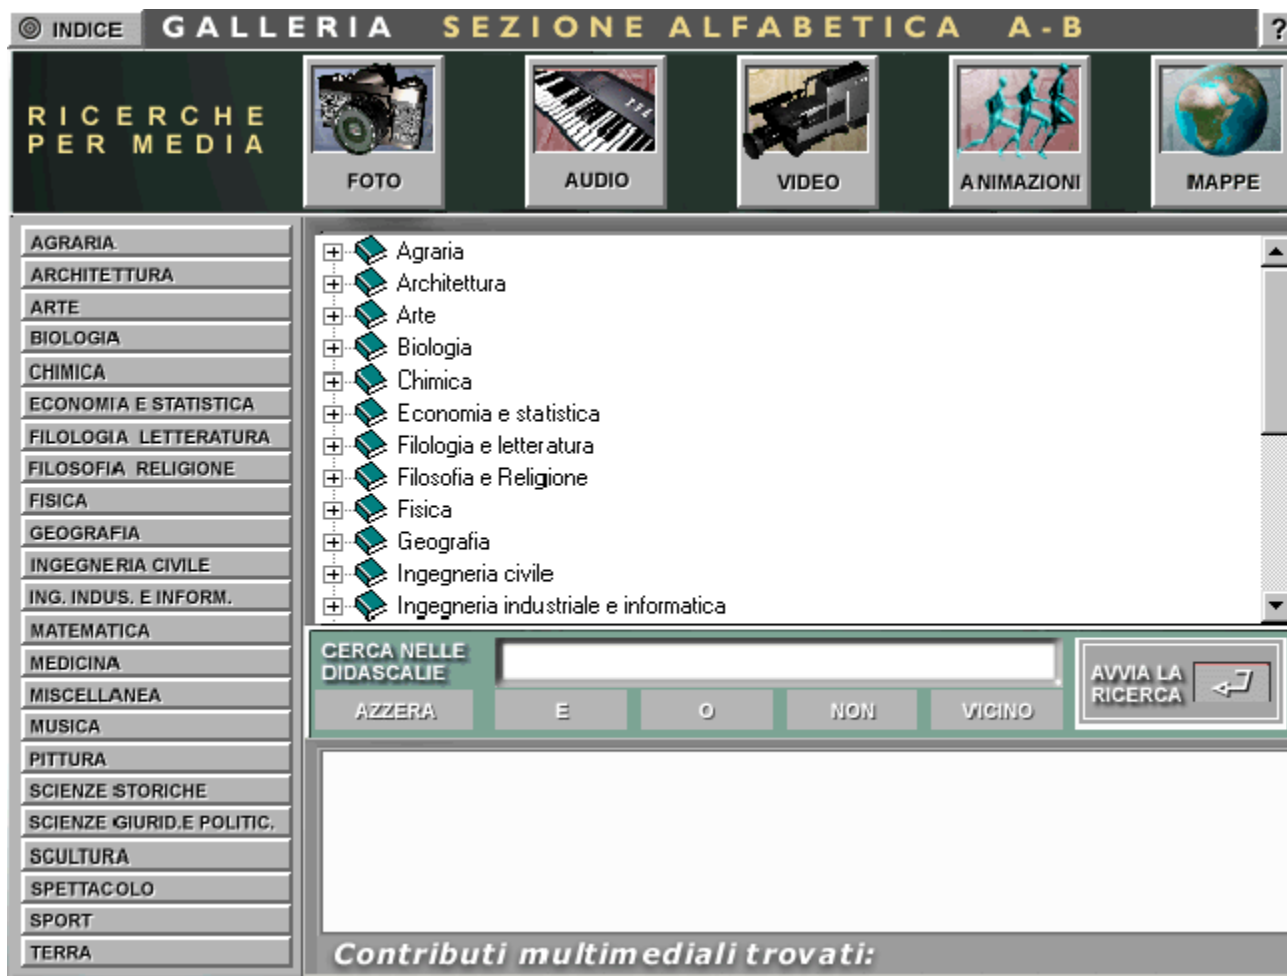 INDICE
GALLERIA SEZIONE ALFABETICA A-B
?
RICERCHE
PER MEDIA
FOTO
AUDIO
VIDEO
ANIMAZIONI
MAPPE
AGRARIA
ARCHITETTURA
ARTE
BIOLOGIA
CHIMICA
ECONOMIA E STATISTICA
FILOLOGIA LETTERATURA
FILOSOFIA RELIGIONE
FISICA
GEOGRAFIA
INGEGNERIA CIVILE
ING. INDUS. E INFORM.
MATEMATICA
MEDICINA
MISCELLANEA
MUSICA
PITTURA
SCIENZE STORICHE
SCIENZE GIURID.E POLITIC.
SCULTURA
SPETTACOLO
SPORT
TERRA
Agraria
Architettura
Arte
Biologia
Chimica
Economia e statistica
Filologia e letteratura
Filosofia e Religione
Fisica
Geografia
Ingegneria civile
Ingegneria industriale e informatica
CERCA NELLE
DIDASCALIE
AZZERA
E
O
NON
VICINO
AVVIA LA
RICERCA
Contributi multimediali trovati: